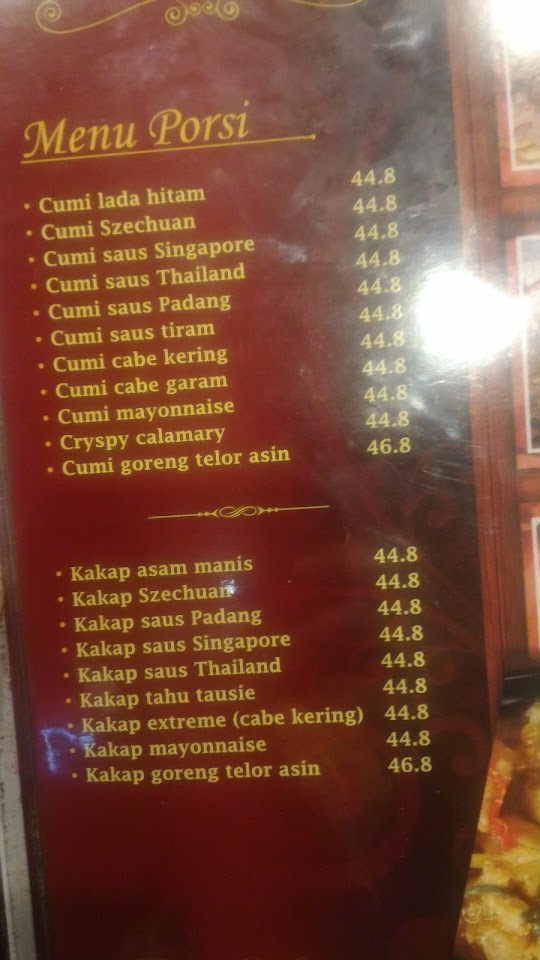 Menu Porsi
• Cumi lada hitam 44.8
• Cumi Szechuan 44.8
• Cumi saus Singapore 44.8
• Cumi saus Thailand 44.8
• Cumi saus Padang 44.8
• Cumi saus tiram 44.8
• Cumi cabe kering 44.8
• Cumi cabe garam 44.8
• Cumi mayonnaise 44.8
• Cryspy calamary 44.8
• Cumi goreng telor asin 46.8
• Kakap asam manis 44.8
• Kakap Szechuan 44.8
• Kakap saus Padang 44.8
• Kakap saus Singapore 44.8
• Kakap saus Thailand 44.8
• Kakap tahu tausie 44.8
• Kakap extreme (cabe kering) 44.8
• Kakap mayonnaise 44.8
• Kakap goreng telor asin 46.8